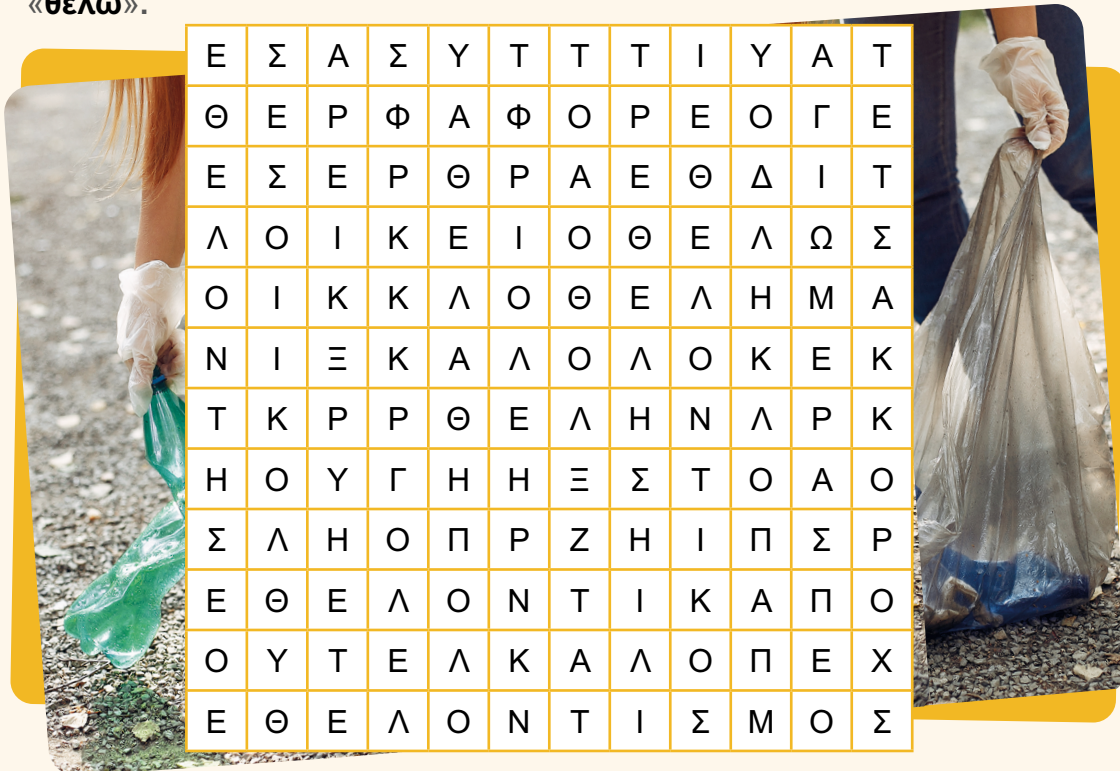 «θέλω».
Ε Σ Α Σ Υ Τ Τ Τ Ι Υ Α Τ
Θ Ε Ρ Φ Α Φ Ο Ρ Ε Ο Γ Ε
Ε Σ Ε Ρ Θ Ρ Α Ε Θ Δ Ι Τ
Λ Ο Ι Κ Ε Ι Ο Θ Ε Λ Ω Σ
Ο Ι Κ Κ Λ Ο Θ Ε Λ Η Μ Α
Ν Ι Ξ Κ Α Λ Ο Λ Ο Κ Ε Κ
Τ Κ Ρ Ρ Θ Ε Λ Η Ν Λ Ρ Κ
Η Ο Υ Γ Η Η Ξ Σ Τ Ο Α Ο
Σ Λ Η Ο Π Ρ Ζ Η Ι Π Σ Ρ
Ε Θ Ε Λ Ο Ν Τ Ι Κ Α Π Ο
Ο Υ Τ Ε Λ Κ Α Λ Ο Π Ε Χ
Ε Θ Ε Λ Ο Ν Τ Ι Σ Μ Ο Σ